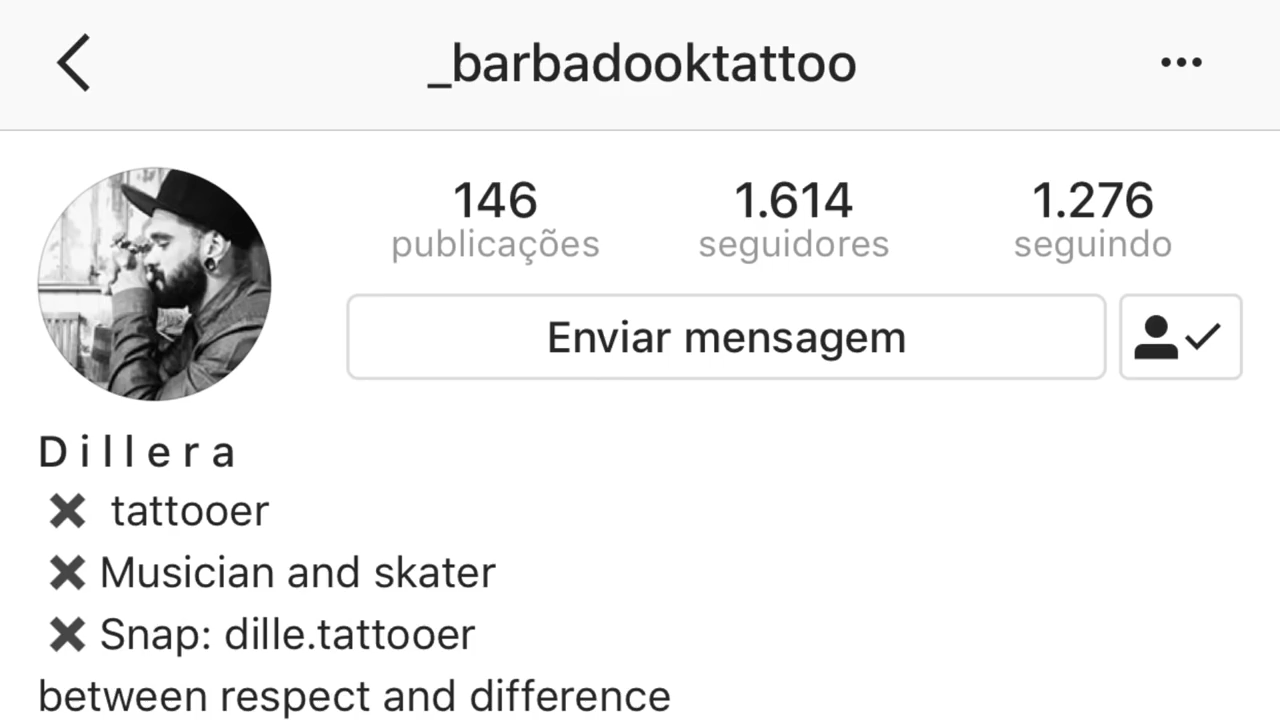 _barbadooktattoo
146
publicações
1.614
seguidores
1.276
seguindo
Enviar mensagem
Dillera
tattooer
Musician and skater
Snap: dille.tattooer
between respect and difference